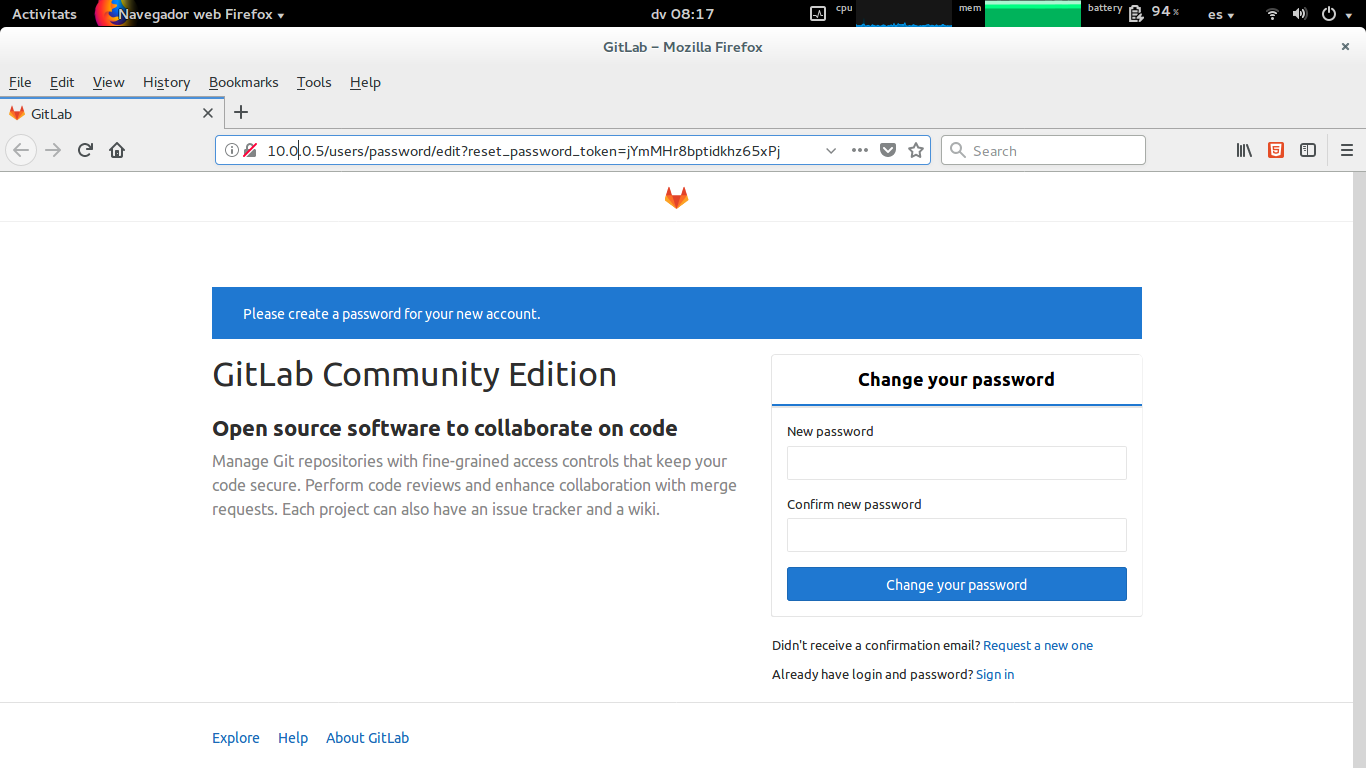 Activitats Navegador web Firefox dv 08:17 cpu mem battery 94% es
GitLab – Mozilla Firefox
File Edit View History Bookmarks Tools Help
GitLab
10.0.0.5/users/password/edit?reset_password_token=jYmMHr8bptidkhz65xPj Search
Please create a password for your new account.
GitLab Community Edition
Open source software to collaborate on code
Manage Git repositories with fine-grained access controls that keep your
code secure. Perform code reviews and enhance collaboration with merge
requests. Each project can also have an issue tracker and a wiki.
Change your password
New password
Confirm new password
Change your password
Didn't receive a confirmation email? Request a new one
Already have login and password? Sign in
Explore Help About GitLab